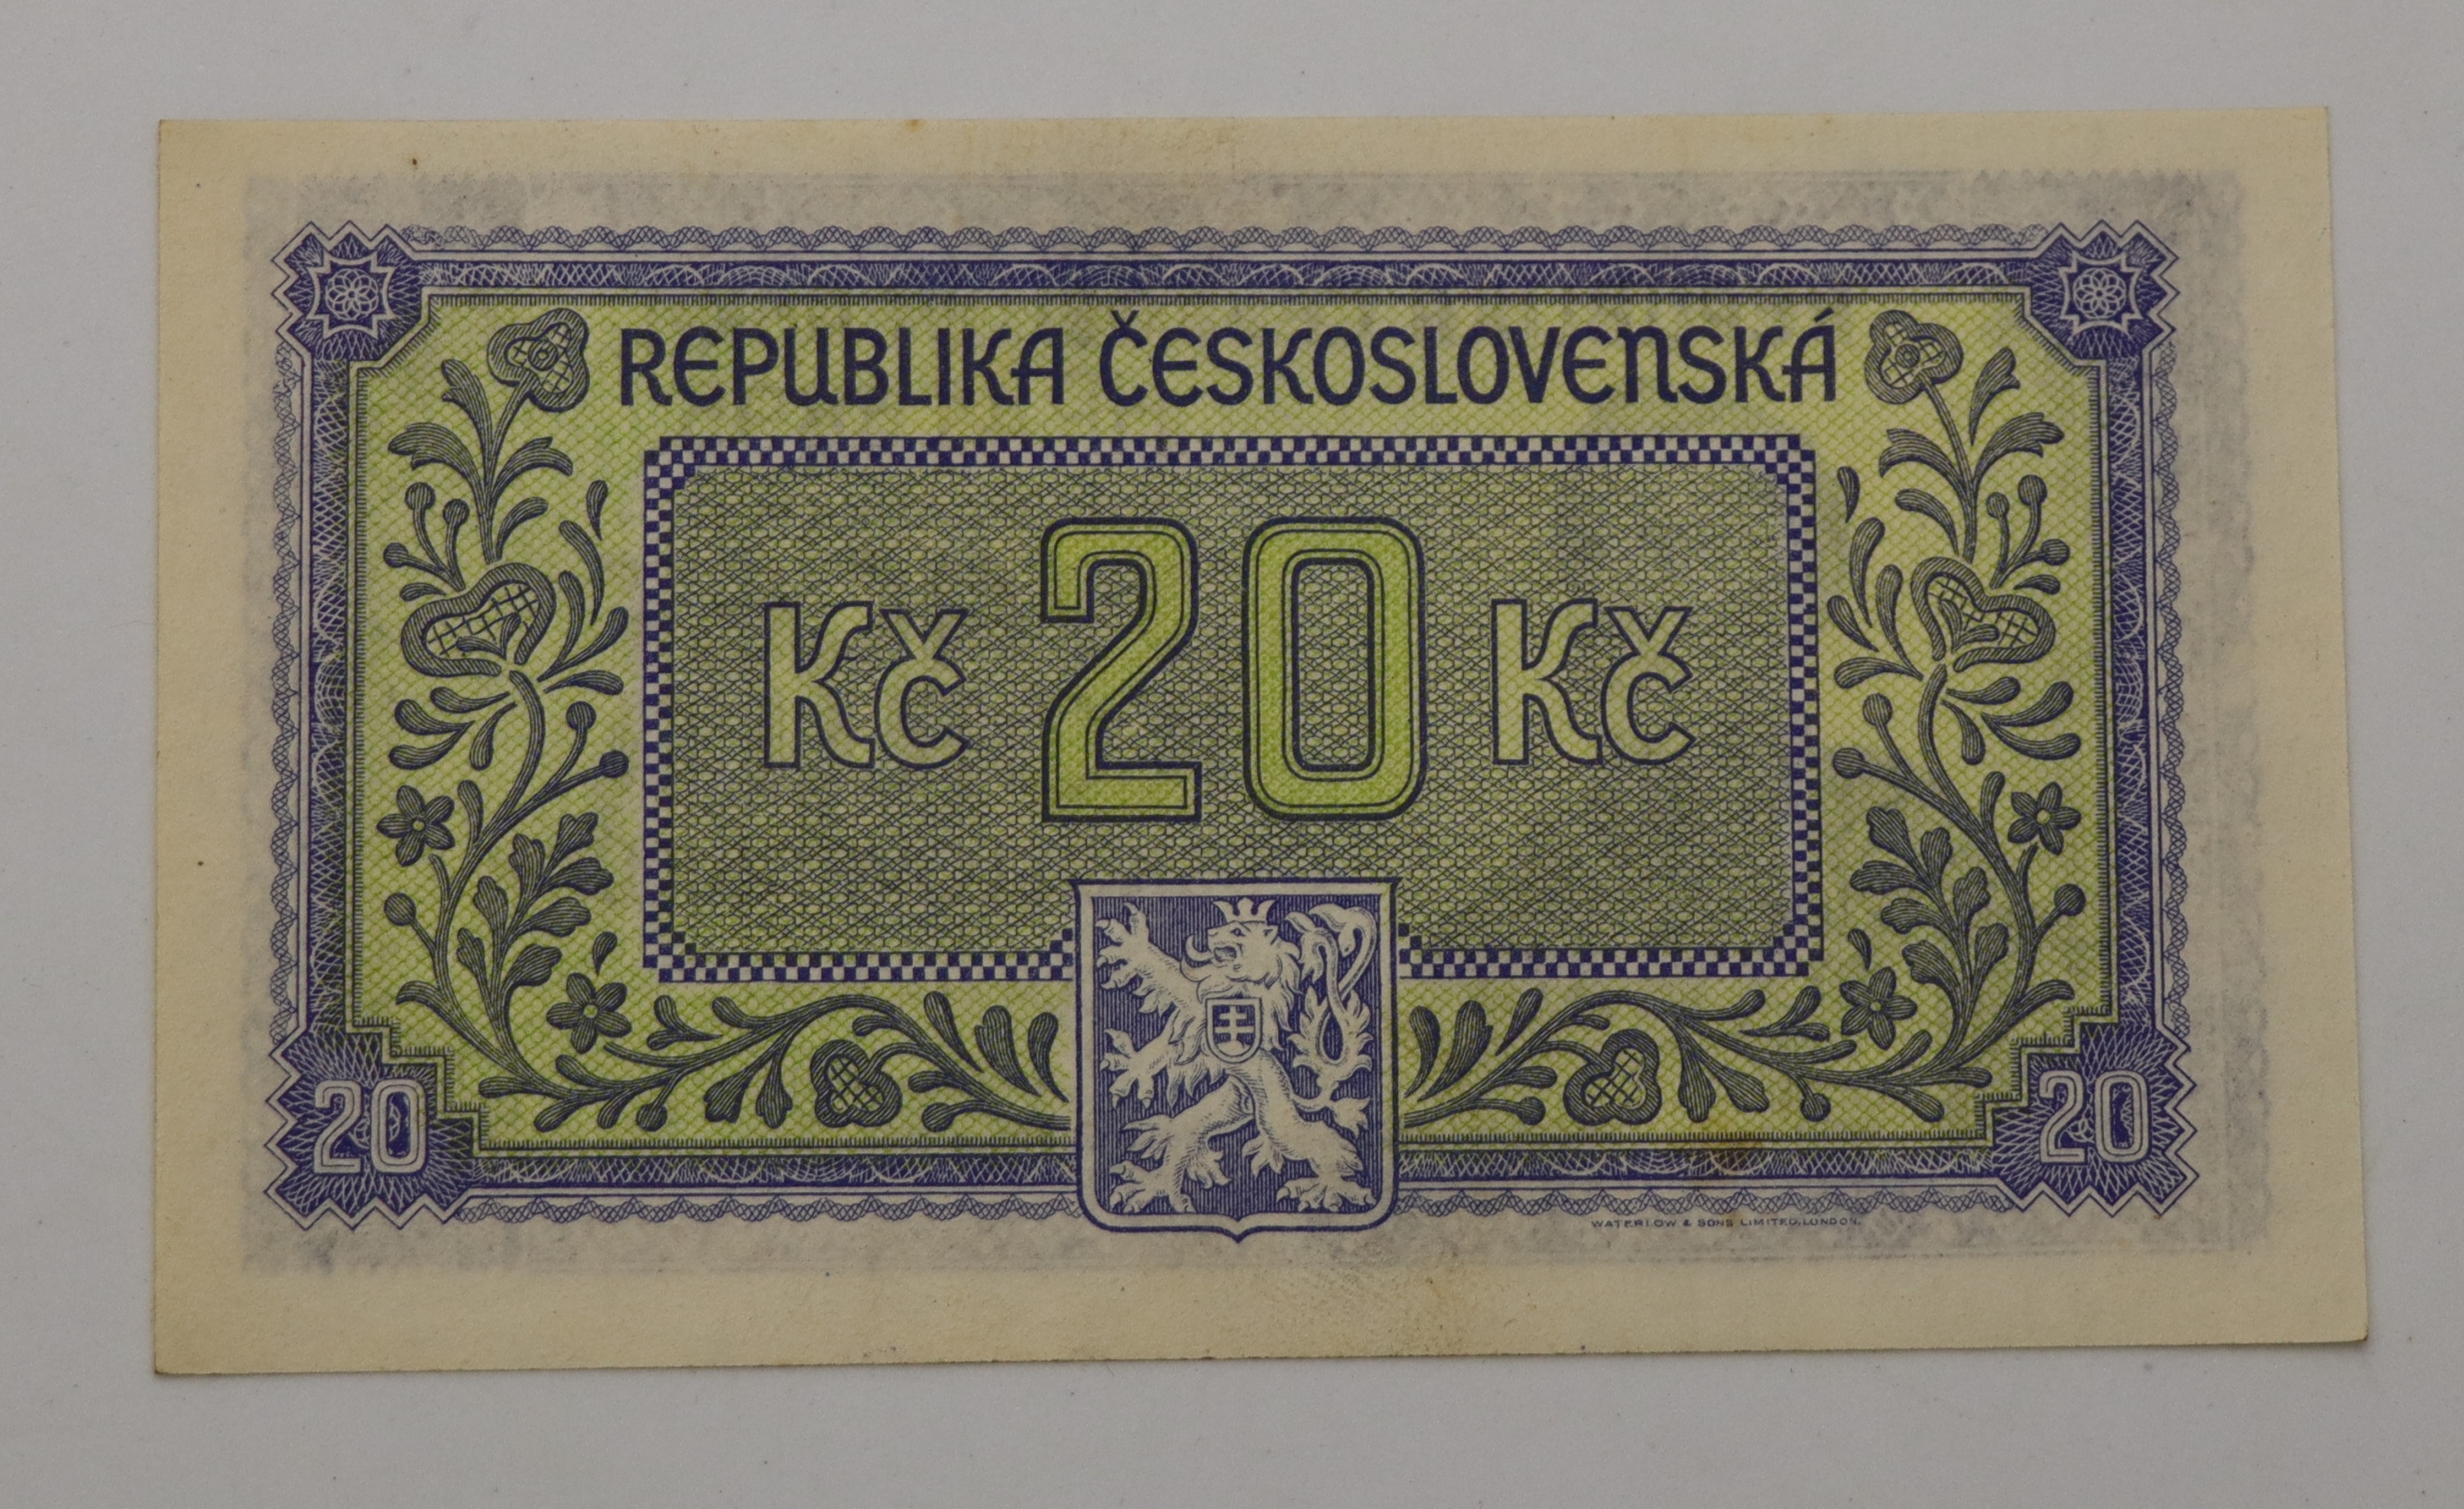 REPUBLIKA ČESKOSLOVENSKÁ
Kč 20 Kč
20 20
WATERLOW & SONS LIMITED, LONDON.